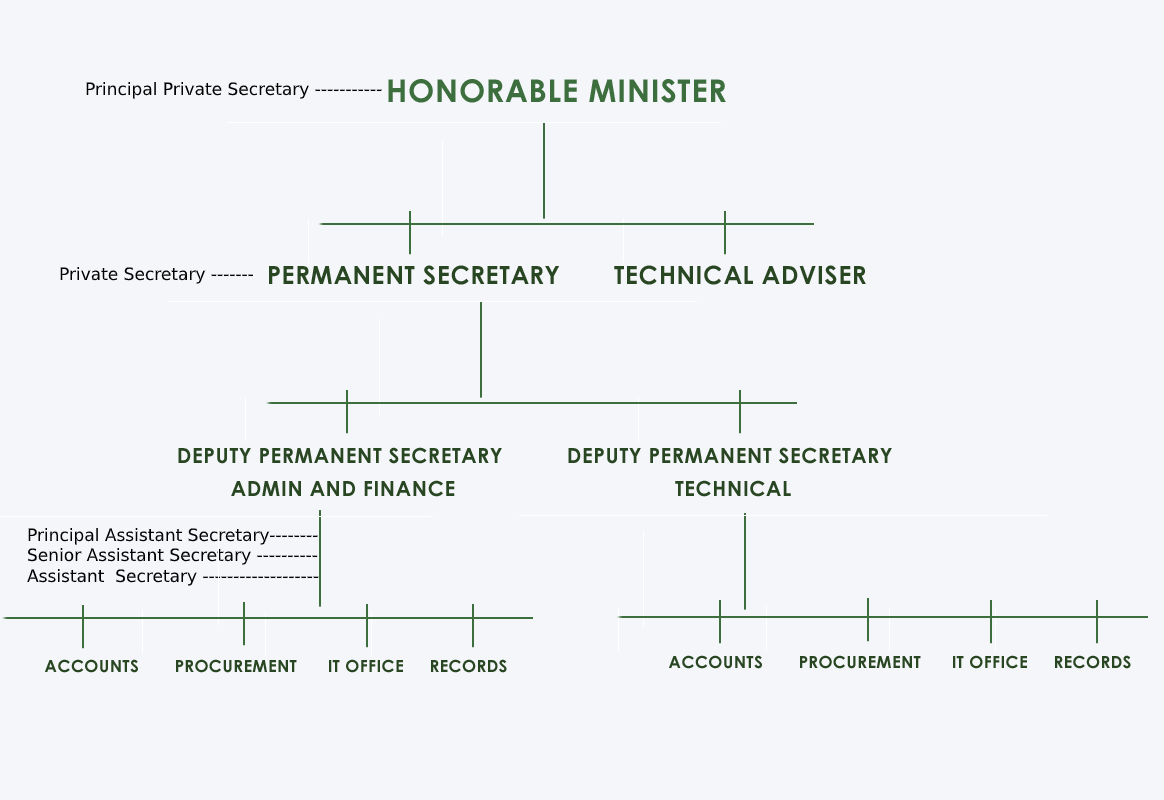 Principal Private Secretary ----------- HONORABLE MINISTER
Private Secretary ------- PERMANENT SECRETARY TECHNICAL ADVISER
DEPUTY PERMANENT SECRETARY
ADMIN AND FINANCE
DEPUTY PERMANENT SECRETARY
TECHNICAL
Principal Assistant Secretary--------
Senior Assistant Secretary ----------
Assistant  Secretary -------------------
ACCOUNTS PROCUREMENT IT OFFICE RECORDS
ACCOUNTS PROCUREMENT IT OFFICE RECORDS